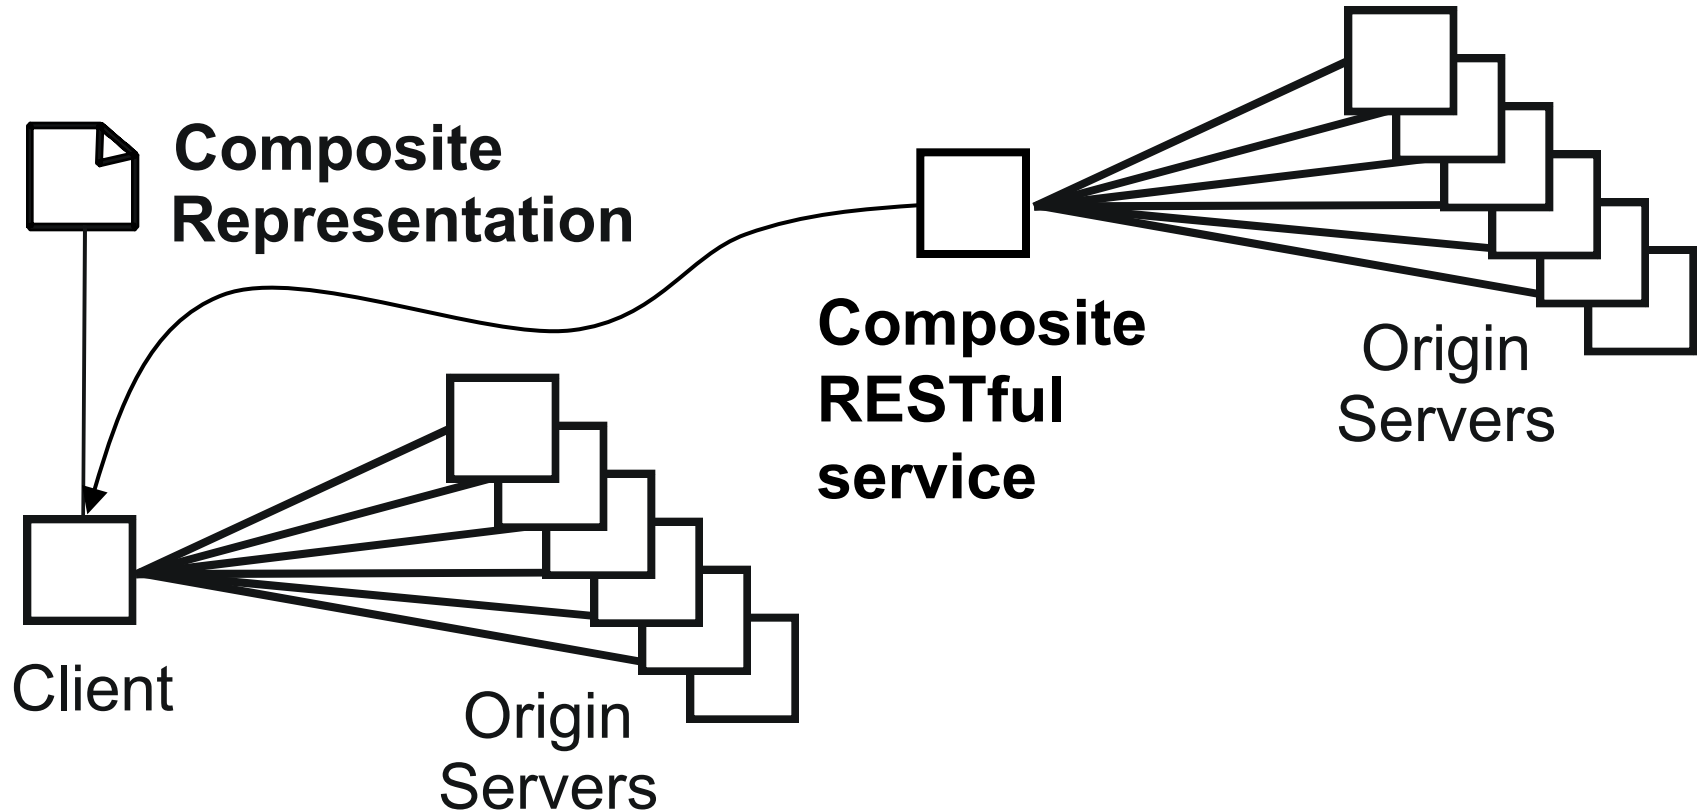 Composite
Representation
Composite
RESTful
service
Origin
Servers
Client
Origin
Servers